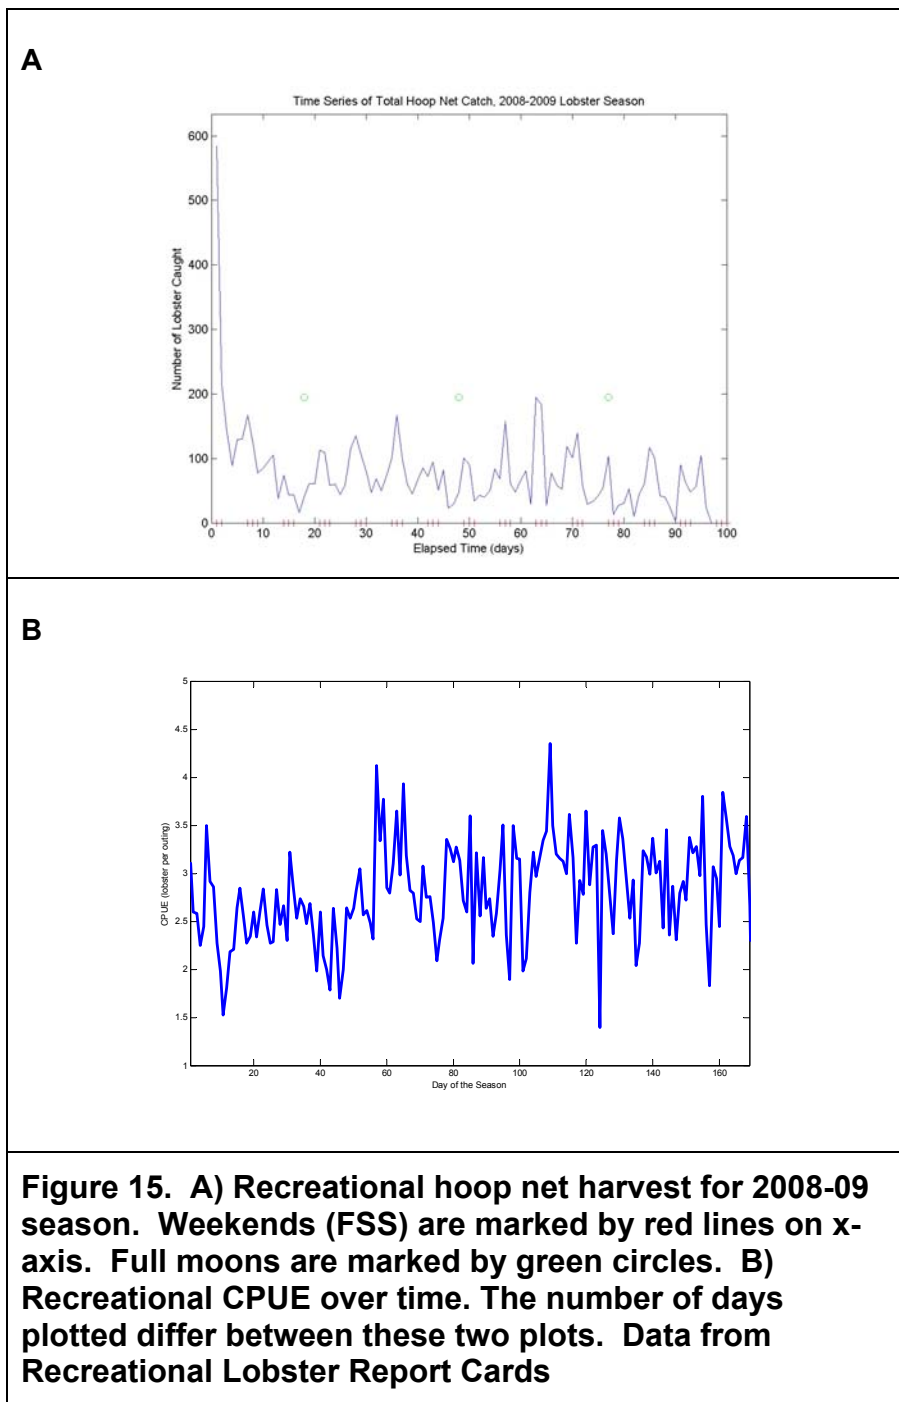 A
Time Series of Total Hoop Net Catch, 2008-2009 Lobster Season
600
500
400
300
200
100
0
Number of Lobster Caught
0 10 20 30 40 50 60 70 80 90 100
Elapsed Time (days)
B
5
4.5
4
3.5
3
2.5
2
1.5
1
CPUE (lobster per outing)
20 40 60 80 100 120 140 160
Day of the Season
Figure 15. A) Recreational hoop net harvest for 2008-09
season. Weekends (FSS) are marked by red lines on x-
axis. Full moons are marked by green circles. B)
Recreational CPUE over time. The number of days
plotted differ between these two plots. Data from
Recreational Lobster Report Cards